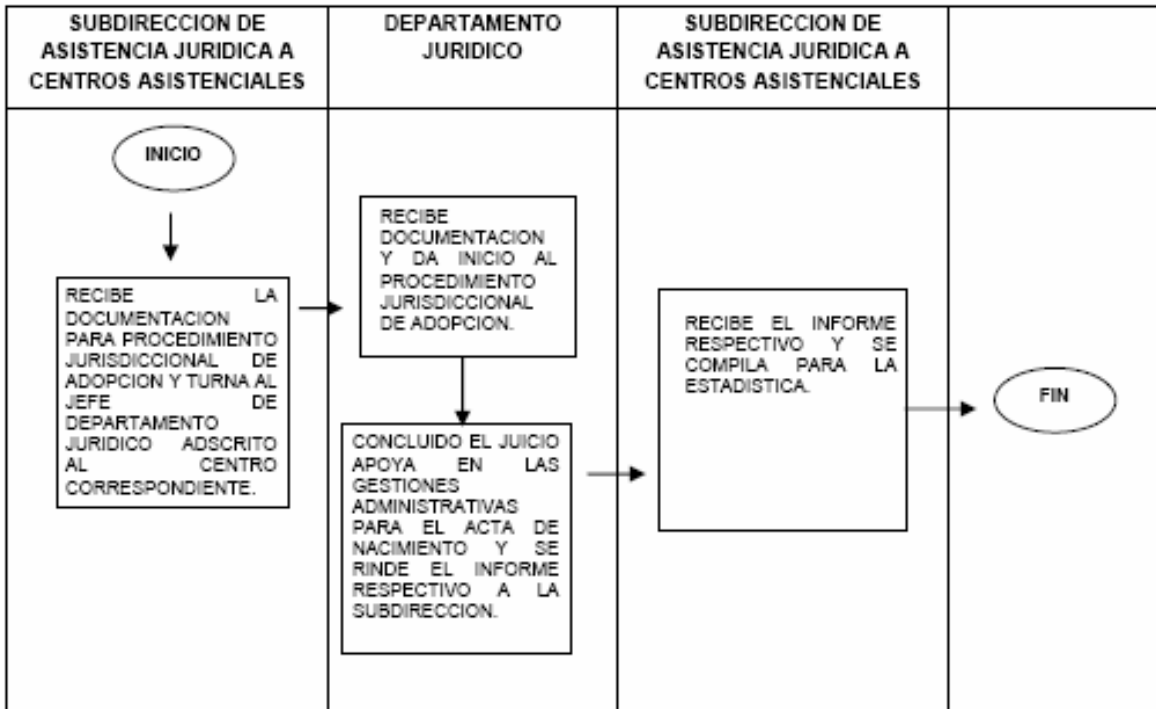 SUBDIRECCION DE
ASISTENCIA JURIDICA A
CENTROS ASISTENCIALES
DEPARTAMENTO
JURIDICO
SUBDIRECCION DE
ASISTENCIA JURIDICA A
CENTROS ASISTENCIALES
INICIO
RECIBE LA
DOCUMENTACION
PARA PROCEDIMIENTO
JURISDICCIONAL DE
ADOPCION Y TURNA AL
JEFE DE
DEPARTAMENTO
JURIDICO ADSCRITO
AL CENTRO
CORRESPONDIENTE.
RECIBE
DOCUMENTACION
Y DA INICIO AL
PROCEDIMIENTO
JURISDICCIONAL
DE ADOPCION.
CONCLUIDO EL JUICIO
APOYA EN LAS
GESTIONES
ADMINISTRATIVAS
PARA EL ACTA DE
NACIMIENTO Y SE
RINDE EL INFORME
RESPECTIVO A LA
SUBDIRECCION.
RECIBE EL INFORME
RESPECTIVO Y SE
COMPILA PARA LA
ESTADISTICA.
FIN